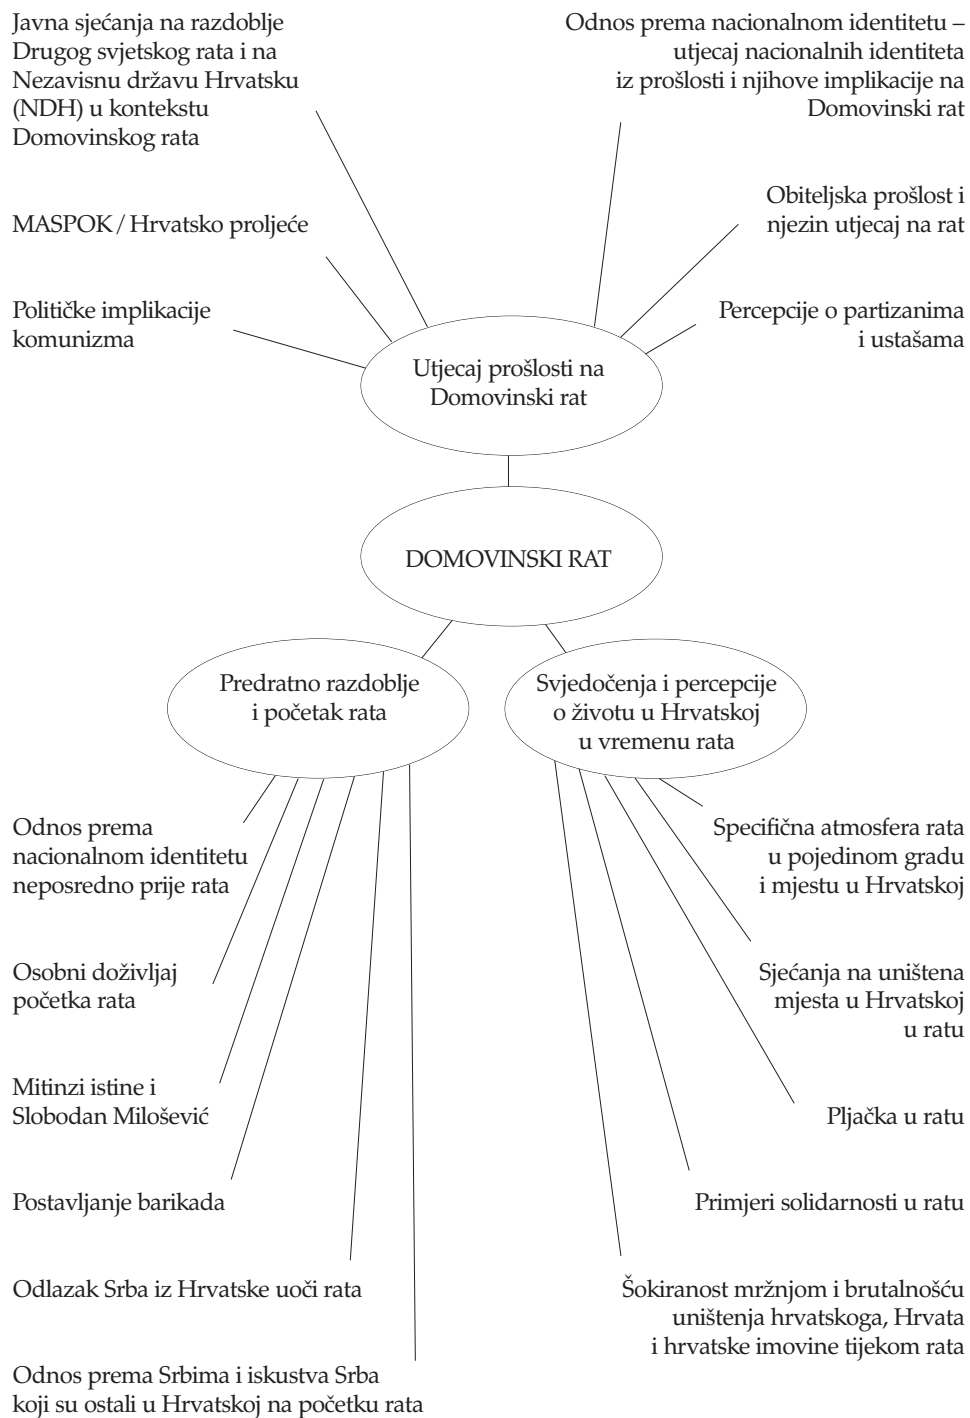 Javna sjećanja na razdoblje
Drugog svjetskog rata i na
Nezavisnu državu Hrvatsku
(NDH) u kontekstu
Domovinskog rata
Odnos prema nacionalnom identitetu –
utjecaj nacionalnih identiteta
iz prošlosti i njihove implikacije na
Domovinski rat
MASPOK / Hrvatsko proljeće
Obiteljska prošlost i
njezin utjecaj na rat
Političke implikacije
komunizma
Percepcije o partizanima
i ustašama
Utjecaj prošlosti na
Domovinski rat
DOMOVINSKI RAT
Predratno razdoblje
i početak rata
Svjedočenja i percepcije
o životu u Hrvatskoj
u vremenu rata
Odnos prema
nacionalnom identitetu
neposredno prije rata
Specifična atmosfera rata
u pojedinom gradu
i mjestu u Hrvatskoj
Osobni doživljaj
početka rata
Sjećanja na uništena
mjesta u Hrvatskoj
u ratu
Mitinzi istine i
Slobodan Milošević
Pljačka u ratu
Postavljanje barikada
Primjeri solidarnosti u ratu
Odlazak Srba iz Hrvatske uoči rata
Šokiranost mržnjom i brutalnošću
uništenja hrvatskoga, Hrvata
i hrvatske imovine tijekom rata
Odnos prema Srbima i iskustva Srba
koji su ostali u Hrvatskoj na početku rata